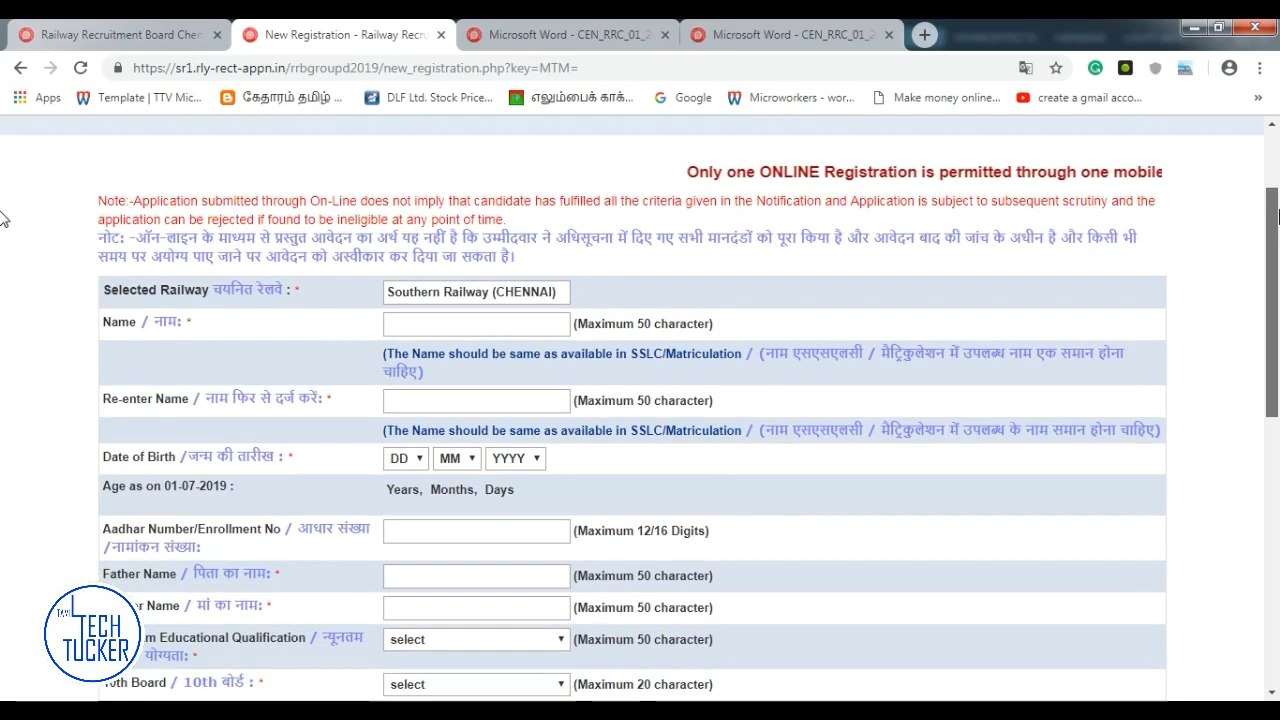 Railway Recruitment Board Chen
New Registration - Railway Recru
Microsoft Word - CEN_RRC_01_2
Microsoft Word - CEN_RRC_01_2
https://sr1.rly-rect-appn.in/rrbgroupd2019/new_registration.php?key=MTM=
Apps Template | TTV Mic... கேதாரம் தமிழ் ... DLF Ltd. Stock Price... எலும்பைக் காக்... Google Microworkers - wor... Make money online... create a gmail acco... »
Only one ONLINE Registration is permitted through one mobile
Note:-Application submitted through On-Line does not imply that candidate has fulfilled all the criteria given in the Notification and Application is subject to subsequent scrutiny and the
application can be rejected if found to be ineligible at any point of time.
नोट: -ऑन-लाइन के माध्यम से प्रस्तुत आवेदन का अर्थ यह नहीं है कि उम्मीदवार ने अधिसूचना में दिए गए सभी मानदंडों को पूरा किया है और आवेदन बाद की जांच के अधीन है और किसी भी
समय पर अयोग्य पाए जाने पर आवेदन को अस्वीकार कर दिया जा सकता है।
Selected Railway चयनित रेलवे : * Southern Railway (CHENNAI)
Name / नाम: * (Maximum 50 character)
(The Name should be same as available in SSLC/Matriculation / (नाम एसएसएलसी / मैट्रिकुलेशन में उपलब्ध नाम एक समान होना
चाहिए)
Re-enter Name / नाम फिर से दर्ज करें: * (Maximum 50 character)
(The Name should be same as available in SSLC/Matriculation / (नाम एसएसएलसी / मैट्रिकुलेशन में उपलब्ध के नाम समान होना चाहिए)
Date of Birth /जन्म की तारीख : * DD MM YYYY
Age as on 01-07-2019 : Years, Months, Days
Aadhar Number/Enrollment No / आधार संख्या (Maximum 12/16 Digits)
/नामांकन संख्या:
Father Name / पिता का नाम: * (Maximum 50 character)
er Name / मां का नाम: * (Maximum 50 character)
m Educational Qualification / न्यूनतम select (Maximum 50 character)
योग्यता: *
10th Board / 10th बोर्ड : * select (Maximum 20 character)
TECH
TUCKER